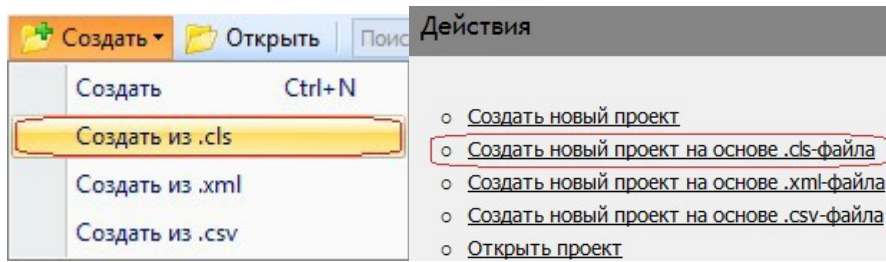 Создать Открыть Поис
Создать Ctrl+N
Создать из .cls
Создать из .xml
Создать из .csv
Действия
Создать новый проект
Создать новый проект на основе .cls-файла
Создать новый проект на основе .xml-файла
Создать новый проект на основе .csv-файла
Открыть проект